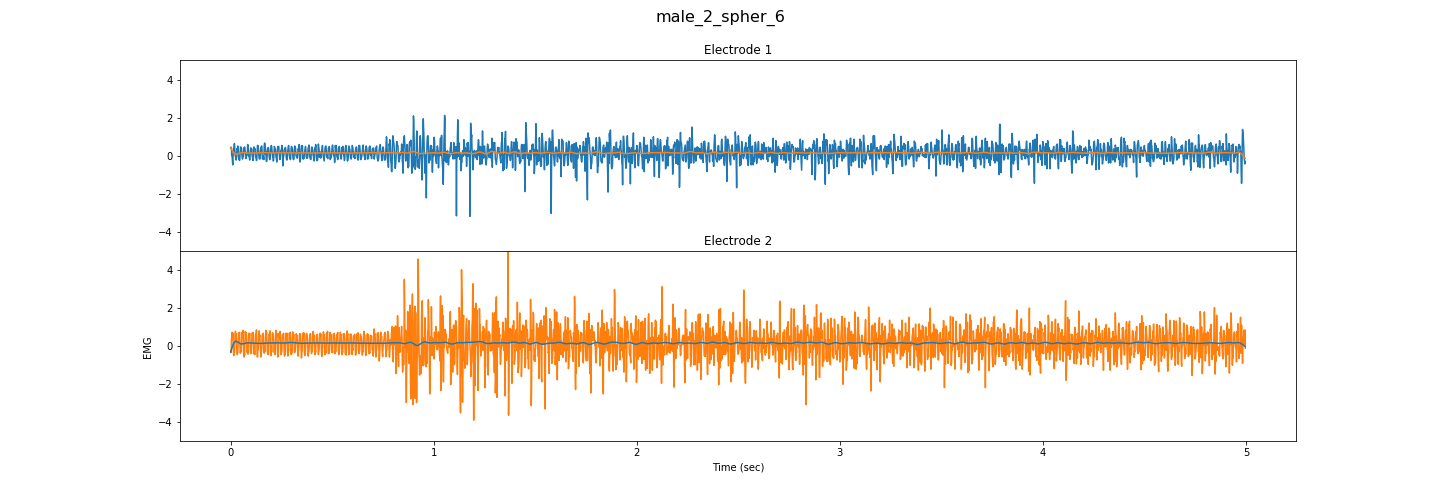 male_2_spher_6
Electrode 1
4
2
0
−2
−4
Electrode 2
4
2
0
−2
−4
EMG
0 1 2 3 4 5
Time (sec)